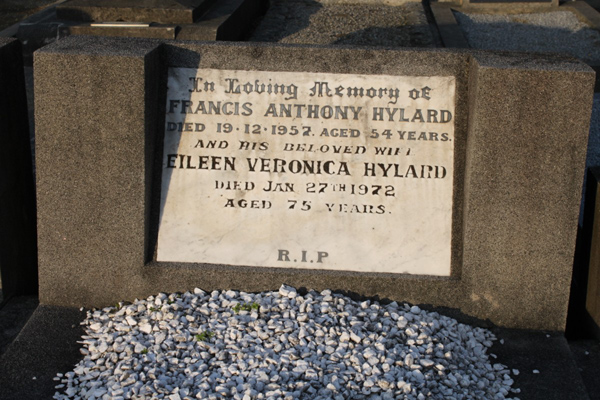 In Loving Memory of
FRANCIS ANTHONY HYLARD
DIED 19·12·1957. AGED 54 YEARS.
AND HIS BELOVED WIFE
EILEEN VERONICA HYLARD
DIED JAN 27TH 1972
AGED 75 YEARS.
R.I.P